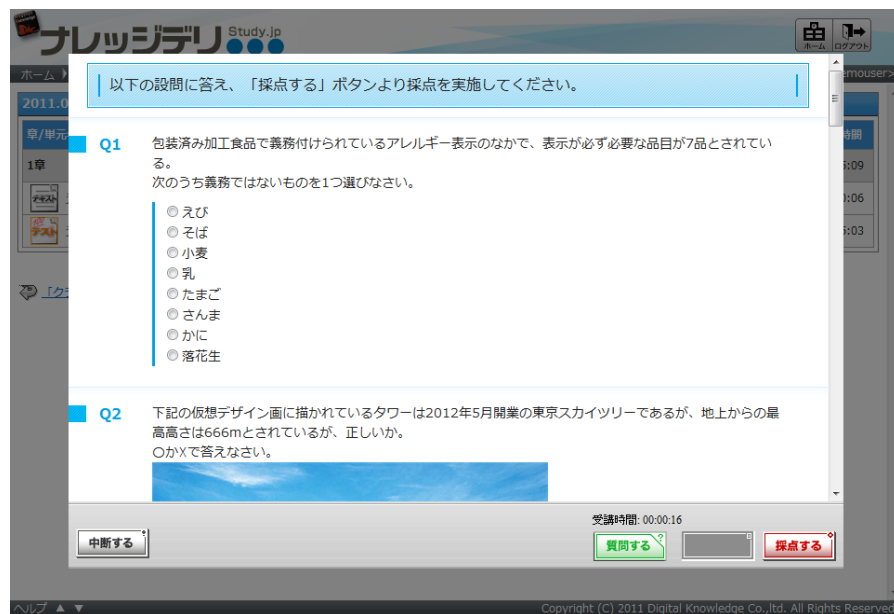 ナレッジデリ Study.jp
ホーム ログアウト
ホーム
emouser>
2011.0
章/単元 時間
1章 5:09
テキスト 0:06
テスト 5:03
以下の設問に答え、「採点する」ボタンより採点を実施してください。
Q1 包装済み加工食品で義務付けられているアレルギー表示のなかで、表示が必ず必要な品目が7品とされてい
る。
次のうち義務ではないものを1つ選びなさい。
えび
そば
小麦
乳
たまご
さんま
かに
落花生
Q2 下記の仮想デザイン画に描かれているタワーは2012年5月開業の東京スカイツリーであるが、地上からの最
高高さは666mとされているが、正しいか。
○かXで答えなさい。
受講時間: 00:00:16
中断する 質問する 採点する
ヘルプ ▲ ▼ Copyright (C) 2011 Digital Knowledge Co.,ltd. All Rights Reserved